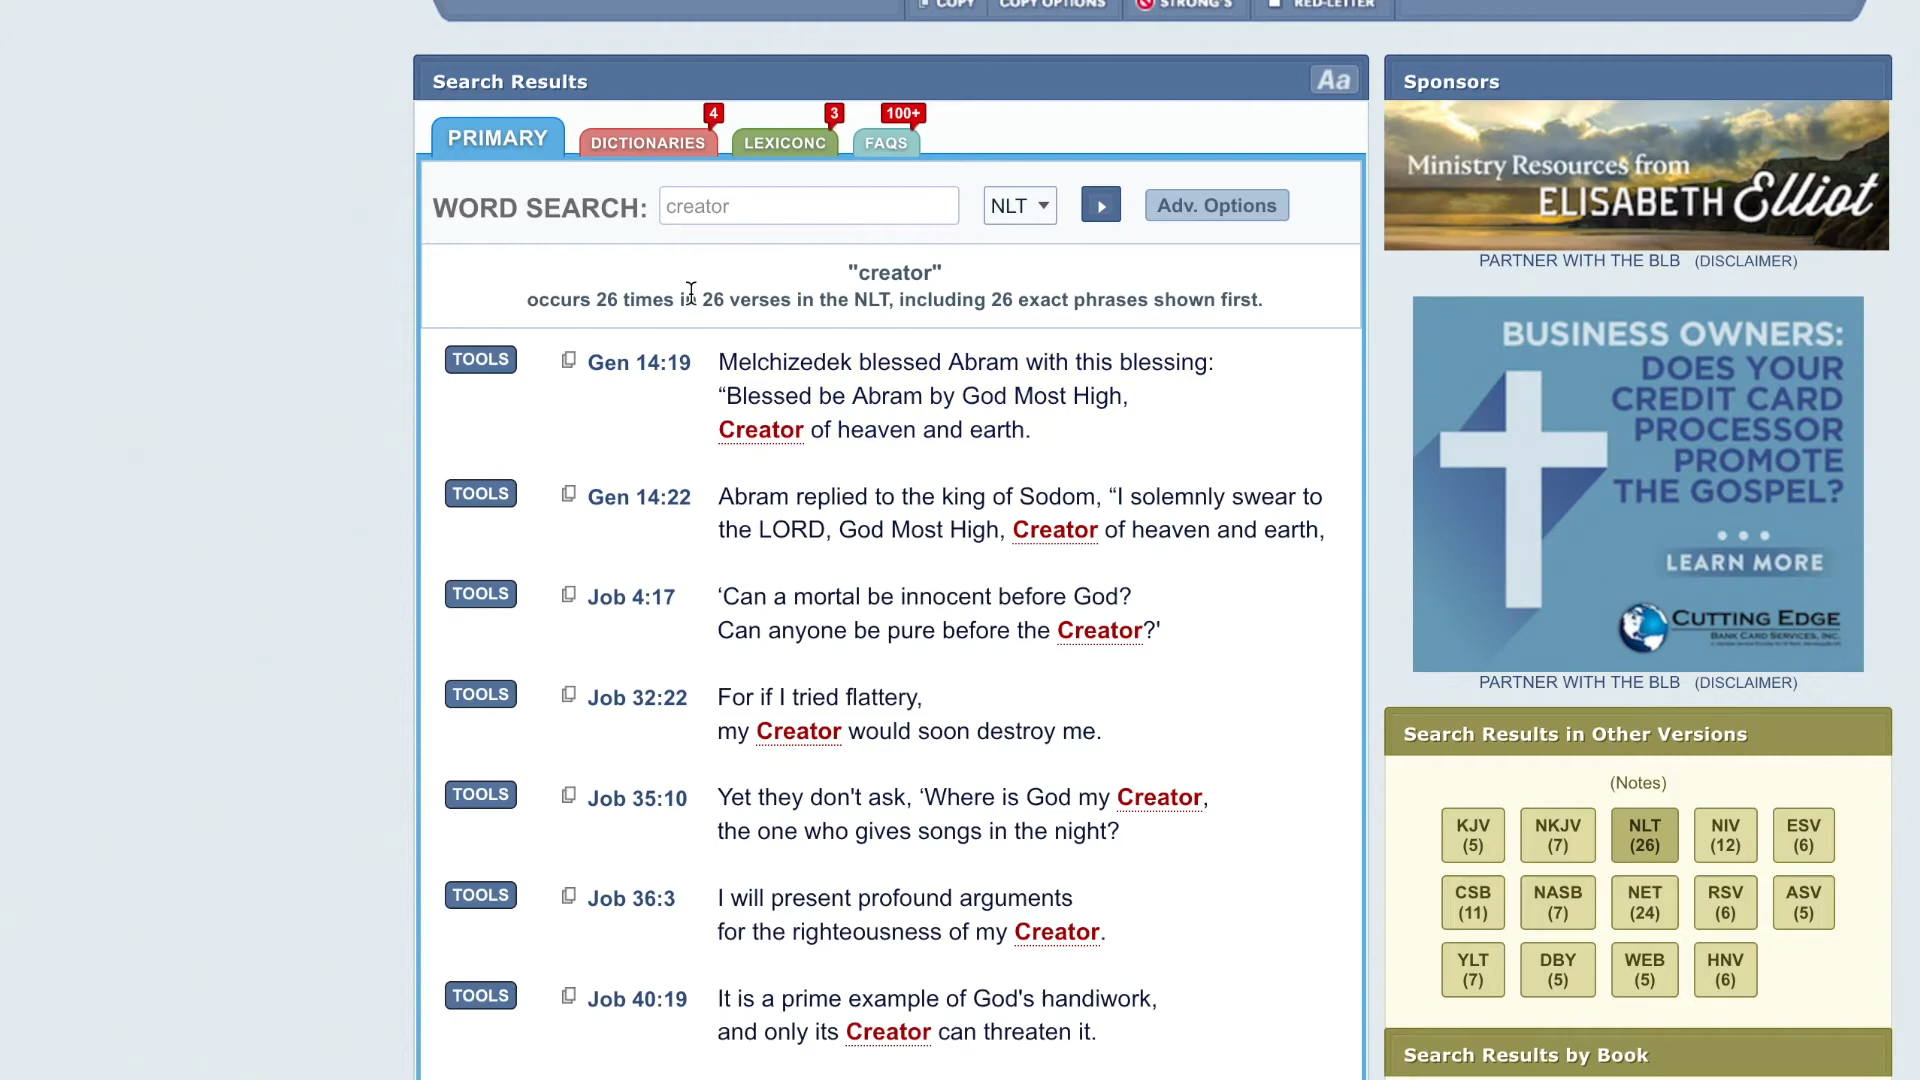 COPY COPY OPTIONS STRONG'S RED-LETTER
Search Results
Aa
PRIMARY
DICTIONARIES
4
LEXICONC
3
FAQS
100+
WORD SEARCH:
creator
NLT
Adv. Options
"creator"
occurs 26 times in 26 verses in the NLT, including 26 exact phrases shown first.
TOOLS Gen 14:19 Melchizedek blessed Abram with this blessing:
“Blessed be Abram by God Most High,
Creator of heaven and earth.
TOOLS Gen 14:22 Abram replied to the king of Sodom, “I solemnly swear to
the LORD, God Most High, Creator of heaven and earth,
TOOLS Job 4:17 ‘Can a mortal be innocent before God?
Can anyone be pure before the Creator?'
TOOLS Job 32:22 For if I tried flattery,
my Creator would soon destroy me.
TOOLS Job 35:10 Yet they don't ask, ‘Where is God my Creator,
the one who gives songs in the night?
TOOLS Job 36:3 I will present profound arguments
for the righteousness of my Creator.
TOOLS Job 40:19 It is a prime example of God's handiwork,
and only its Creator can threaten it.
Sponsors
Ministry Resources from
ELISABETH Elliot
PARTNER WITH THE BLB (DISCLAIMER)
BUSINESS OWNERS:
DOES YOUR
CREDIT CARD
PROCESSOR
PROMOTE
THE GOSPEL?
LEARN MORE
CUTTING EDGE
BANK CARD SERVICES, INC.
PARTNER WITH THE BLB (DISCLAIMER)
Search Results in Other Versions
(Notes)
KJV NKJV NLT NIV ESV
(5) (7) (26) (12) (6)
CSB NASB NET RSV ASV
(11) (7) (24) (6) (5)
YLT DBY WEB HNV
(7) (5) (5) (6)
Search Results by Book